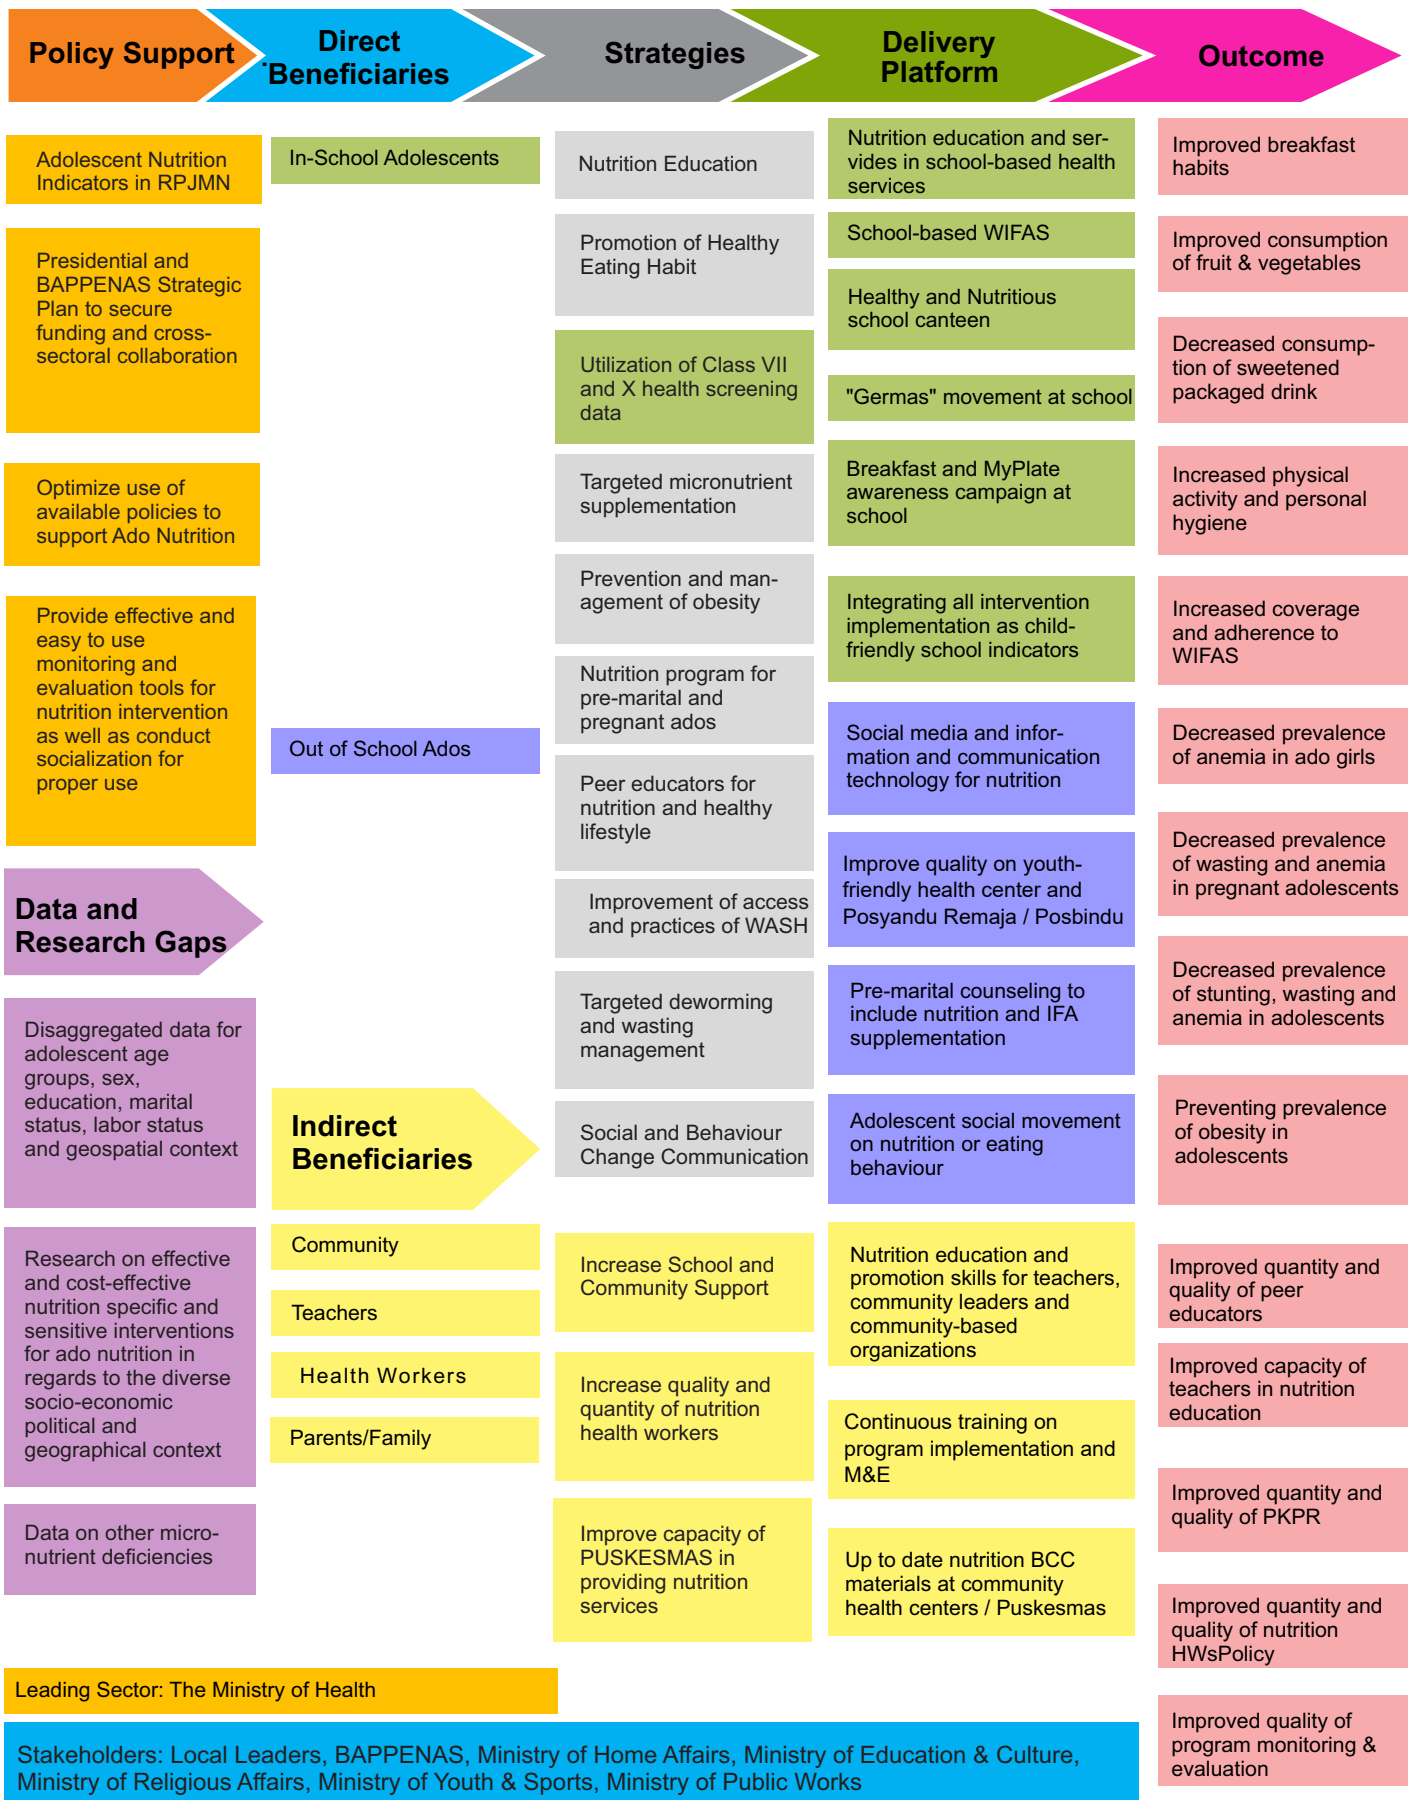 Policy Support
Direct
Beneficiaries
Strategies
Delivery
Platform
Outcome
Adolescent Nutrition
Indicators in RPJMN
Presidential and
BAPPENAS Strategic
Plan to secure
funding and cross-
sectoral collaboration
Optimize use of
available policies to
support Ado Nutrition
Provide effective and
easy to use
monitoring and
evaluation tools for
nutrition intervention
as well as conduct
socialization for
proper use
Data and
Research Gaps
Disaggregated data for
adolescent age
groups, sex,
education, marital
status, labor status
and geospatial context
Research on effective
and cost-effective
nutrition specific and
sensitive interventions
for ado nutrition in
regards to the diverse
socio-economic
political and
geographical context
Data on other micro-
nutrient deficiencies
In-School Adolescents
Out of School Ados
Indirect
Beneficiaries
Community
Teachers
Health Workers
Parents/Family
Nutrition Education
Promotion of Healthy
Eating Habit
Utilization of Class VII
and X health screening
data
Targeted micronutrient
supplementation
Prevention and man-
agement of obesity
Nutrition program for
pre-marital and
pregnant ados
Peer educators for
nutrition and healthy
lifestyle
Improvement of access
and practices of WASH
Targeted deworming
and wasting
management
Social and Behaviour
Change Communication
Increase School and
Community Support
Increase quality and
quantity of nutrition
health workers
Improve capacity of
PUSKESMAS in
providing nutrition
services
Nutrition education and ser-
vides in school-based health
services
School-based WIFAS
Healthy and Nutritious
school canteen
"Germas" movement at school
Breakfast and MyPlate
awareness campaign at
school
Integrating all intervention
implementation as child-
friendly school indicators
Social media and infor-
mation and communication
technology for nutrition
Improve quality on youth-
friendly health center and
Posyandu Remaja / Posbindu
Pre-marital counseling to
include nutrition and IFA
supplementation
Adolescent social movement
on nutrition or eating
behaviour
Nutrition education and
promotion skills for teachers,
community leaders and
community-based
organizations
Continuous training on
program implementation and
M&E
Up to date nutrition BCC
materials at community
health centers / Puskesmas
Improved breakfast
habits
Improved consumption
of fruit & vegetables
Decreased consump-
tion of sweetened
packaged drink
Increased physical
activity and personal
hygiene
Increased coverage
and adherence to
WIFAS
Decreased prevalence
of anemia in ado girls
Decreased prevalence
of wasting and anemia
in pregnant adolescents
Decreased prevalence
of stunting, wasting and
anemia in adolescents
Preventing prevalence
of obesity in
adolescents
Improved quantity and
quality of peer
educators
Improved capacity of
teachers in nutrition
education
Improved quantity and
quality of PKPR
Improved quantity and
quality of nutrition
HWsPolicy
Improved quality of
program monitoring &
evaluation
Leading Sector: The Ministry of Health
Stakeholders: Local Leaders, BAPPENAS, Ministry of Home Affairs, Ministry of Education & Culture,
Ministry of Religious Affairs, Ministry of Youth & Sports, Ministry of Public Works